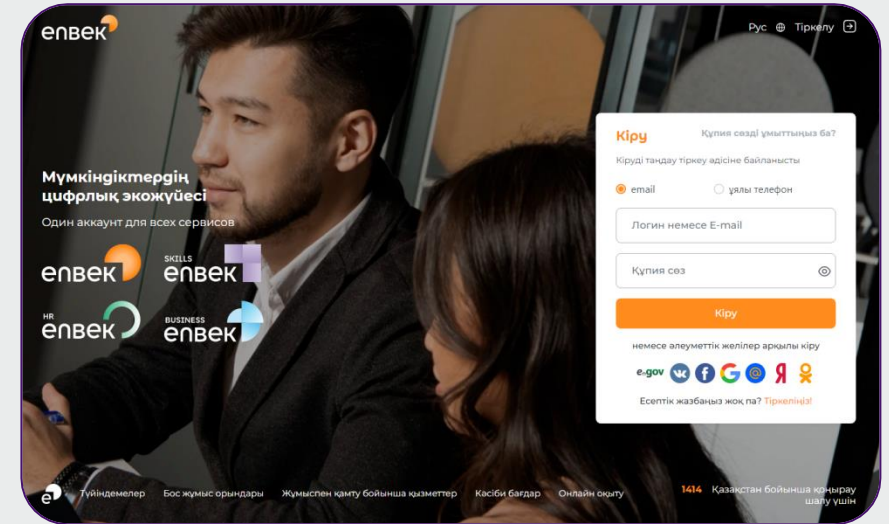 enbek
Рус Тіркелу
Кіру Құпия сөзді ұмыттыңыз ба?
Кіруді таңдау тіркеу әдісіне байланысты
email ұялы телефон
Логин немесе E-mail
Құпия сөз
Кіру
немесе әлеуметтік желілер арқылы кіру
e-gov
Есептік жазбаңыз жоқ па? Тіркеліңіз!
Мүмкіндіктердің
цифрлық экожүйесі
Один аккаунт для всех сервисов
enbek
SKILLS
enbek
HR
enbek
BUSINESS
enbek
Түйіндемелер Бос жұмыс орындары Жұмыспен қамту бойынша қызметтер Кәсіби бағдар Онлайн оқыту
1414 Қазақстан бойынша қоңырау
шалу үшін